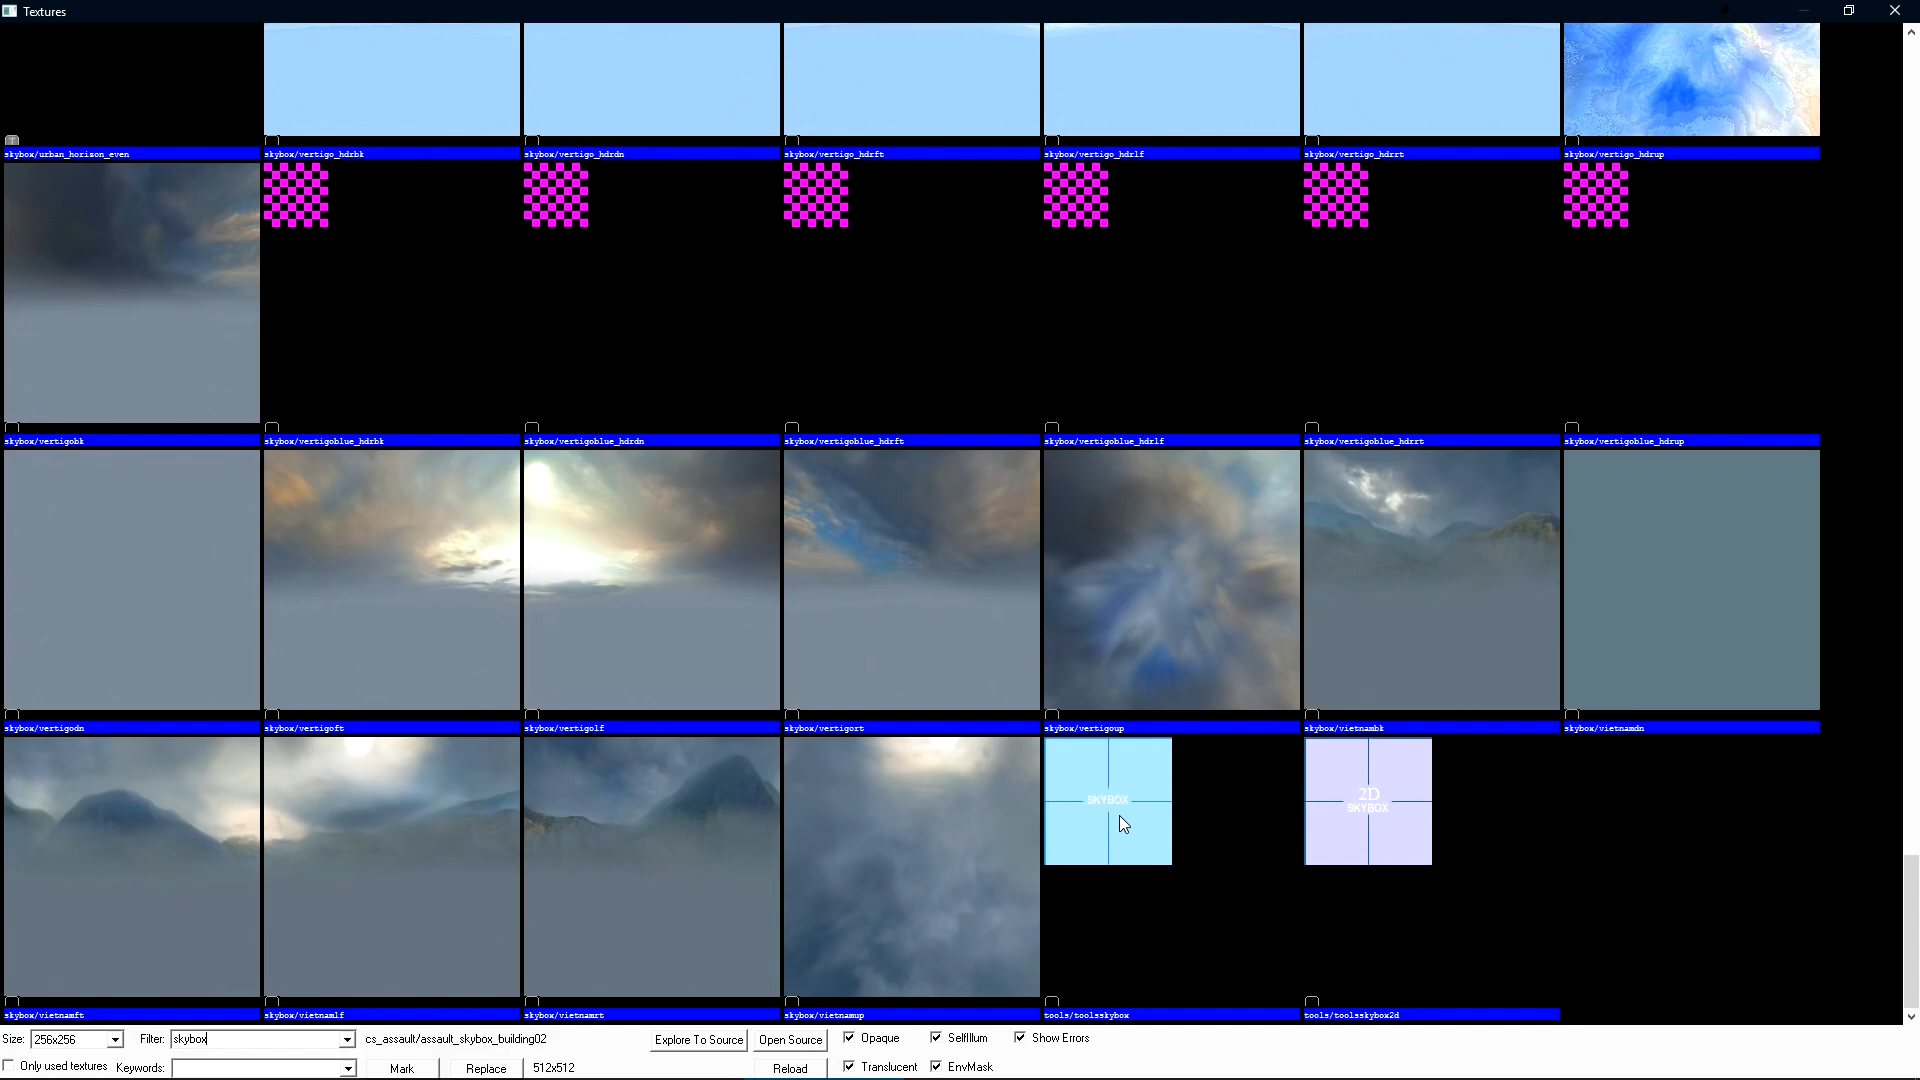 Textures
skybox/urban_horizon_even
skybox/vertigo_hdrbk
skybox/vertigo_hdrdn
skybox/vertigo_hdrft
skybox/vertigo_hdrlf
skybox/vertigo_hdrrt
skybox/vertigo_hdrup
skybox/vertigobk
skybox/vertigoblue_hdrbk
skybox/vertigoblue_hdrdn
skybox/vertigoblue_hdrft
skybox/vertigoblue_hdrlf
skybox/vertigoblue_hdrrt
skybox/vertigoblue_hdrup
skybox/vertigodn
skybox/vertigoft
skybox/vertigolf
skybox/vertigort
skybox/vertigoup
skybox/vietnambk
skybox/vietnamdn
SKYBOX
2D
SKYBOX
skybox/vietnamft
skybox/vietnamlf
skybox/vietnamrt
skybox/vietnamup
tools/toolsskybox
tools/toolsskybox2d
Size: 256x256 Filter: skybox cs_assault/assault_skybox_building02 Explore To Source Open Source Opaque SelfIllum Show Errors
Only used textures Keywords: Mark Replace 512x512 Reload Translucent EnvMask